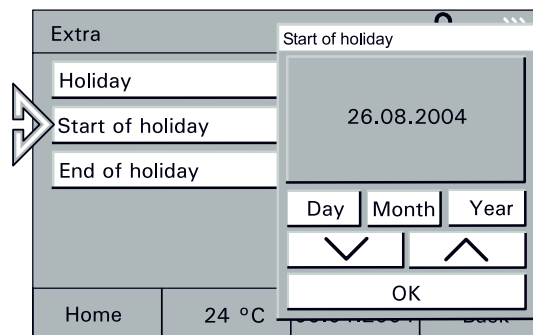 Extra
Holiday
Start of holiday
End of holiday
Start of holiday
26.08.2004
Day Month Year
OK
Home 24 °C